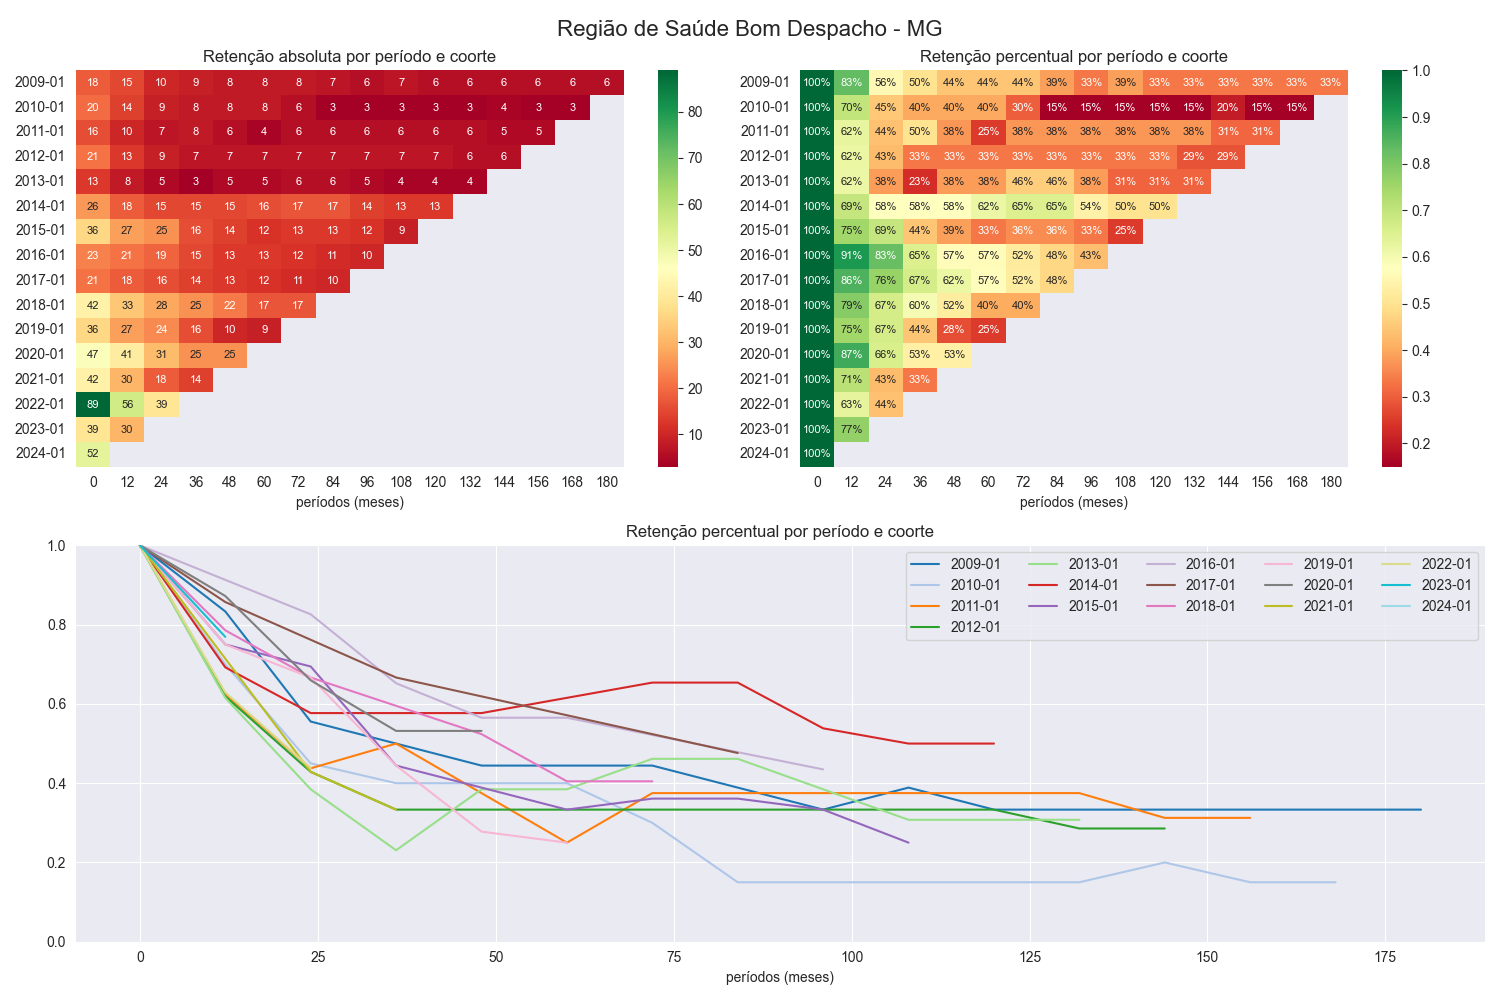 Região de Saúde Bom Despacho - MG
Retenção absoluta por período e coorte
2009-01 18 15 10 9 8 8 8 7 6 7 6 6 6 6 6 6
2010-01 20 14 9 8 8 8 6 3 3 3 3 3 4 3 3
2011-01 16 10 7 8 6 4 6 6 6 6 6 6 5 5
2012-01 21 13 9 7 7 7 7 7 7 7 7 6 6
2013-01 13 8 5 3 5 5 6 6 5 4 4 4
2014-01 26 18 15 15 15 16 17 17 14 13 13
2015-01 36 27 25 16 14 12 13 13 12 9
2016-01 23 21 19 15 13 13 12 11 10
2017-01 21 18 16 14 13 12 11 10
2018-01 42 33 28 25 22 17 17
2019-01 36 27 24 16 10 9
2020-01 47 41 31 25 25
2021-01 42 30 18 14
2022-01 89 56 39
2023-01 39 30
2024-01 52
0 12 24 36 48 60 72 84 96 108 120 132 144 156 168 180
períodos (meses)
80
70
60
50
40
30
20
10
Retenção percentual por período e coorte
2009-01 100% 83% 56% 50% 44% 44% 44% 39% 33% 39% 33% 33% 33% 33% 33% 33%
2010-01 100% 70% 45% 40% 40% 40% 30% 15% 15% 15% 15% 15% 20% 15% 15%
2011-01 100% 62% 44% 50% 38% 25% 38% 38% 38% 38% 38% 38% 31% 31%
2012-01 100% 62% 43% 33% 33% 33% 33% 33% 33% 33% 33% 29% 29%
2013-01 100% 62% 38% 23% 38% 38% 46% 46% 38% 31% 31% 31%
2014-01 100% 69% 58% 58% 58% 62% 65% 65% 54% 50% 50%
2015-01 100% 75% 69% 44% 39% 33% 36% 36% 33% 25%
2016-01 100% 91% 83% 65% 57% 57% 52% 48% 43%
2017-01 100% 86% 76% 67% 62% 57% 52% 48%
2018-01 100% 79% 67% 60% 52% 40% 40%
2019-01 100% 75% 67% 44% 28% 25%
2020-01 100% 87% 66% 53% 53%
2021-01 100% 71% 43% 33%
2022-01 100% 63% 44%
2023-01 100% 77%
2024-01 100%
0 12 24 36 48 60 72 84 96 108 120 132 144 156 168 180
períodos (meses)
1.0
0.9
0.8
0.7
0.6
0.5
0.4
0.3
0.2
Retenção percentual por período e coorte
1.0
0.8
0.6
0.4
0.2
0.0
2009-01 2013-01 2016-01 2019-01 2022-01
2010-01 2014-01 2017-01 2020-01 2023-01
2011-01 2015-01 2018-01 2021-01 2024-01
2012-01
0 25 50 75 100 125 150 175
períodos (meses)